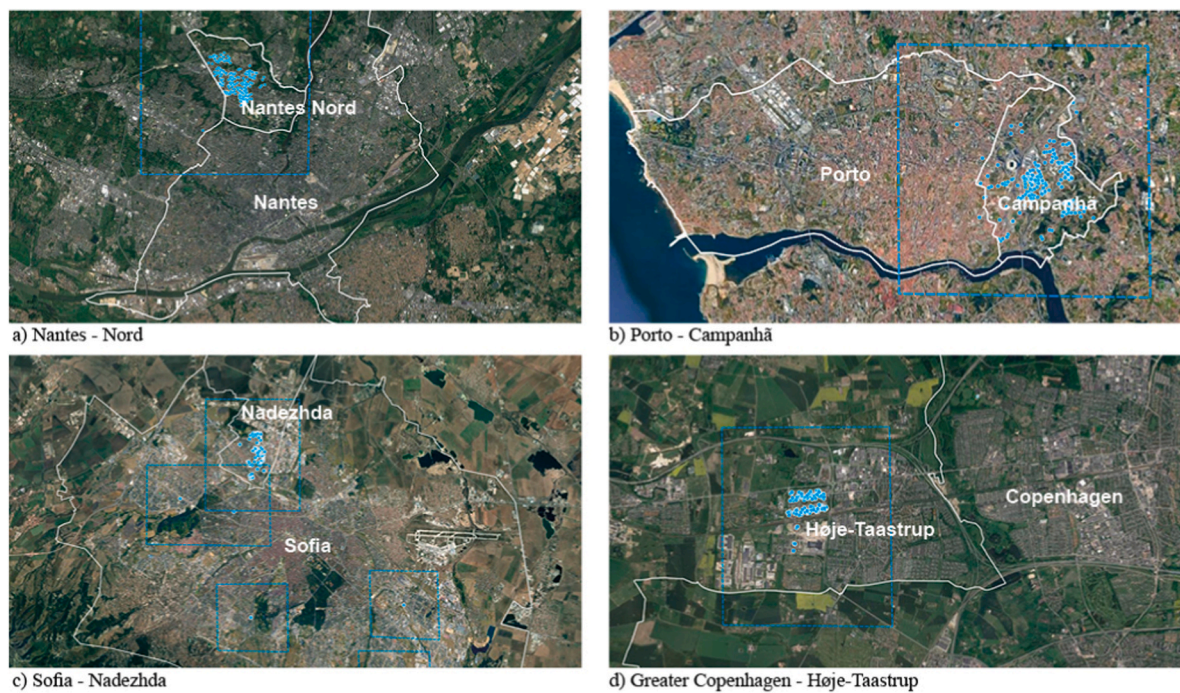 Nantes Nord
Nantes
a) Nantes - Nord
Porto
Campanhã
b) Porto - Campanhã
Nadezhda
Sofia
c) Sofia - Nadezhda
Copenhagen
Høje-Taastrup
d) Greater Copenhagen - Høje-Taastrup